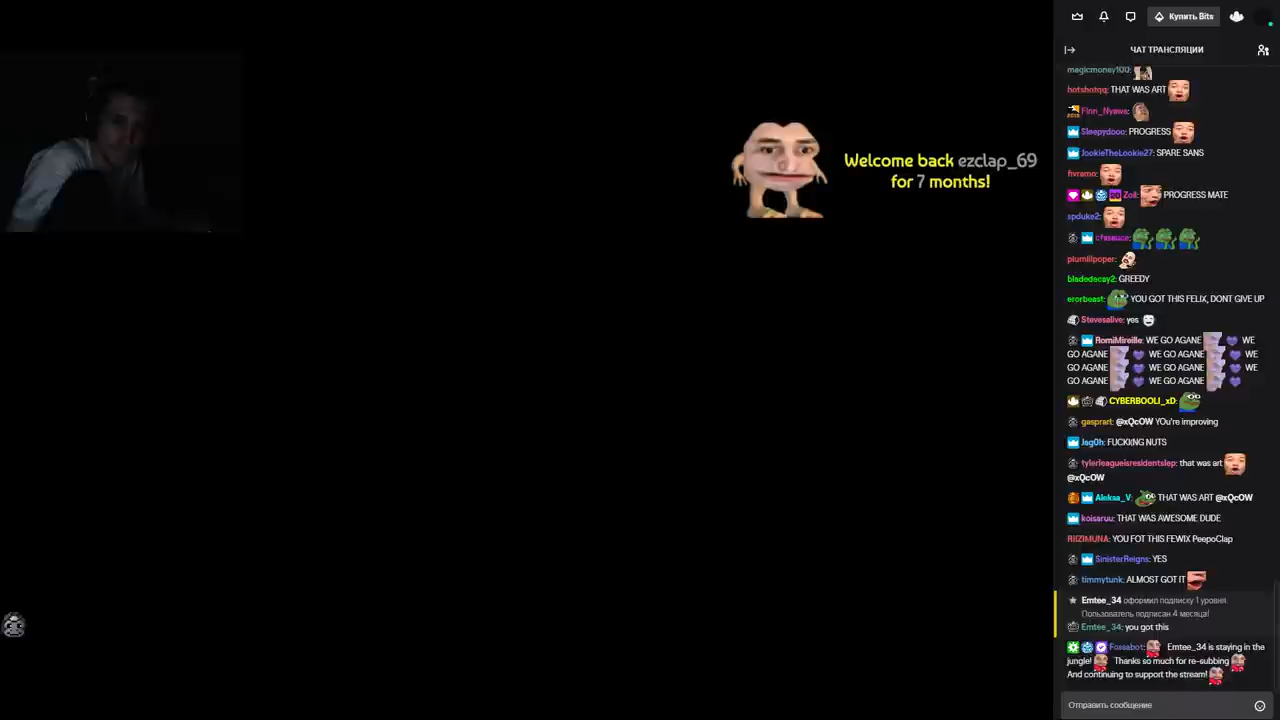 Купить Bits
ЧАТ ТРАНСЛЯЦИИ
magicmoney100:
hotshotqq: THAT WAS ART
Finn_Nyawa:
Sleepydooo: PROGRESS
JookieTheLookie27: SPARE SANS
fivramo:
Zoil: PROGRESS MATE
spduke2:
cfssauce:
plumlilpoper:
bladedecay2: GREEDY
erorbeast: YOU GOT THIS FELIX, DONT GIVE UP
Stevesalive: yes
RomiMireille: WE GO AGANE WE
GO AGANE WE GO AGANE WE
GO AGANE WE GO AGANE WE
GO AGANE WE GO AGANE
CYBERBOOLI_xD:
gasprart: @xQcOW YOu're improving
Jag0h: FUCKING NUTS
tylerleagueisresidentslep: that was art
@xQcOW
Alekaa_V: THAT WAS ART @xQcOW
koisaruu: THAT WAS AWESOME DUDE
RIIZIMUNA: YOU FOT THIS FEWIX PeepoClap
SinisterReigns: YES
timmytunk: ALMOST GOT IT
Emtee_34 оформил подписку 1 уровня.
Пользователь подписан 4 месяца!
Emtee_34: you got this
Fossabot: Emtee_34 is staying in the
jungle! Thanks so much for re-subbing
And continuing to support the stream!
Отправить сообщение
Welcome back ezclap_69
for 7 months!